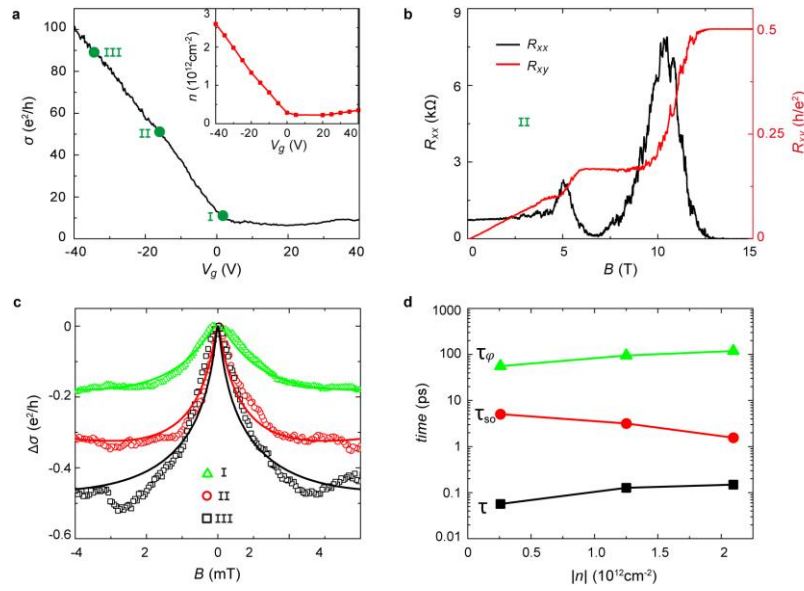 a
σ (e²/h)
100
80
60
40
20
0
III
II
I
-40
-20
0
20
40
V_g (V)
n (10¹²cm⁻²)
3
2
1
0
-40
-20
0
20
40
V_g (V)
b
R_xx (kΩ)
9
6
3
0
R_xx
R_xy
II
0
5
10
15
B (T)
0.5
0.25
0
R_xy (h/e²)
c
Δσ (e²/h)
0
-0.2
-0.4
-0.6
I
II
III
-4
2
0
2
4
B (mT)
d
time (ps)
1000
100
10
1
0.1
0.01
τ_φ
τ_so
τ
0
0.5
1
1.5
2
|n| (10¹²cm⁻²)